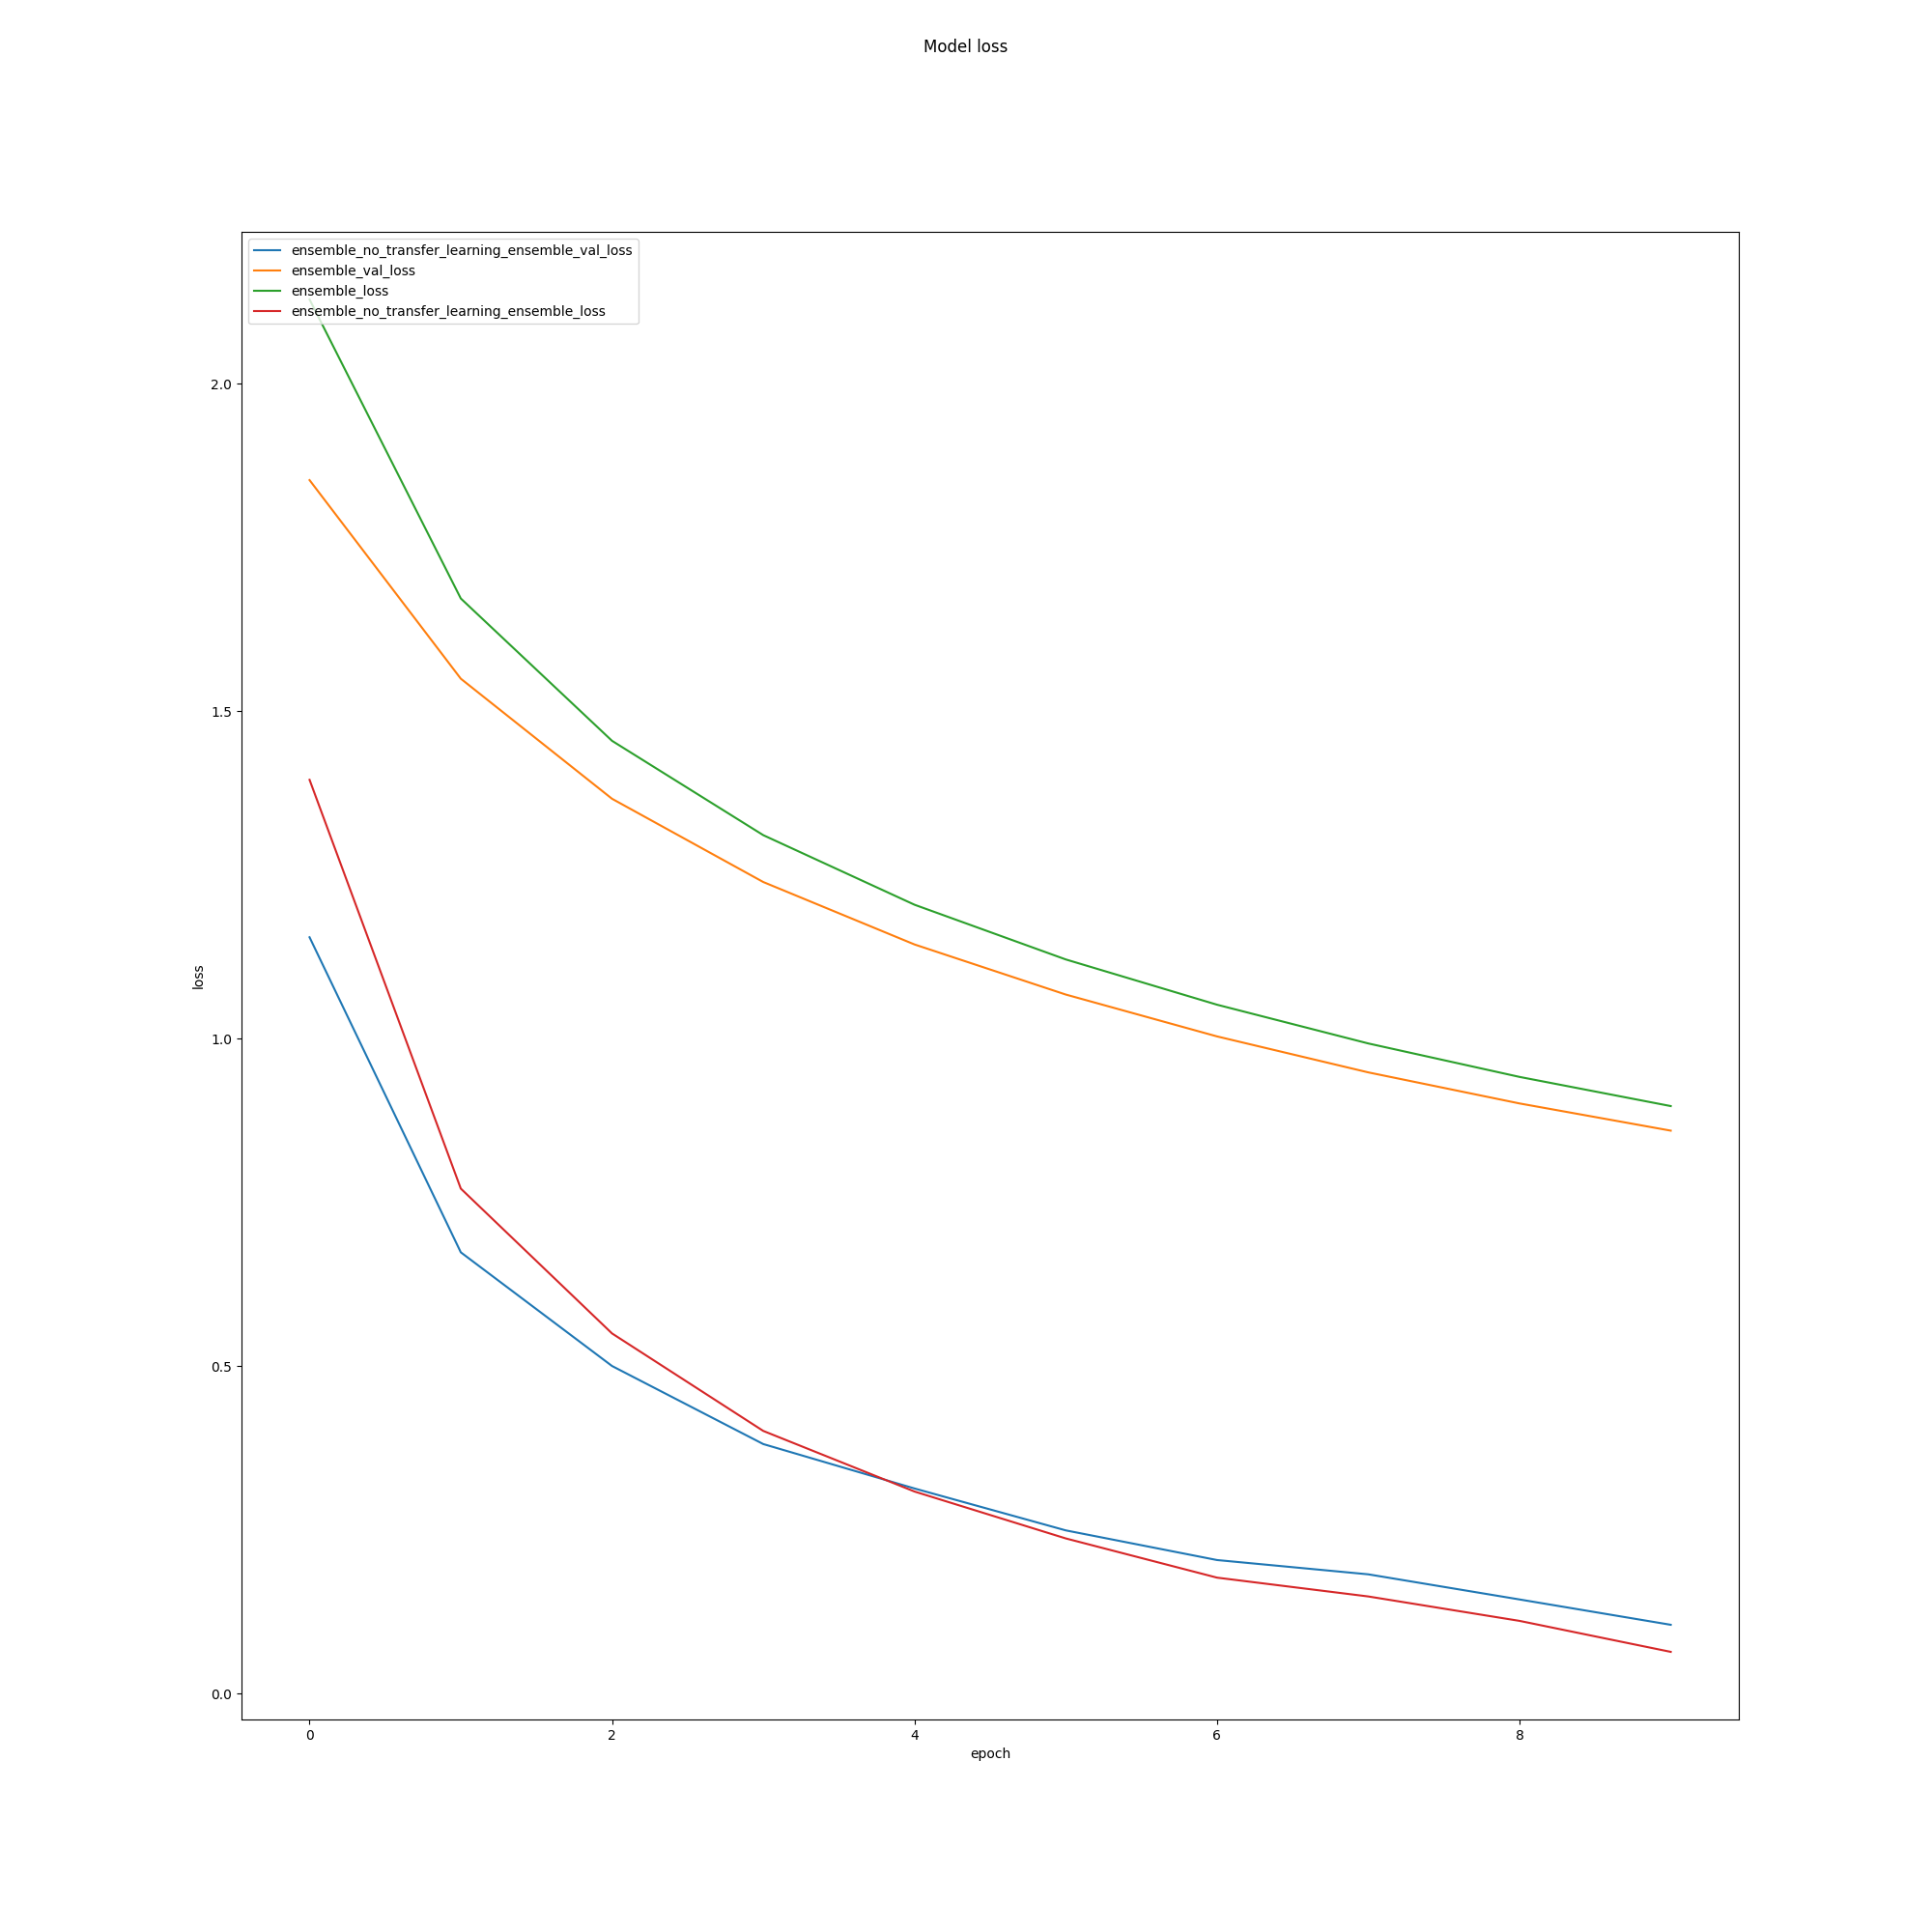 Model loss
ensemble_no_transfer_learning_ensemble_val_loss
ensemble_val_loss
ensemble_loss
ensemble_no_transfer_learning_ensemble_loss
2.0
1.5
1.0
0.5
0.0
loss
0 2 4 6 8
epoch